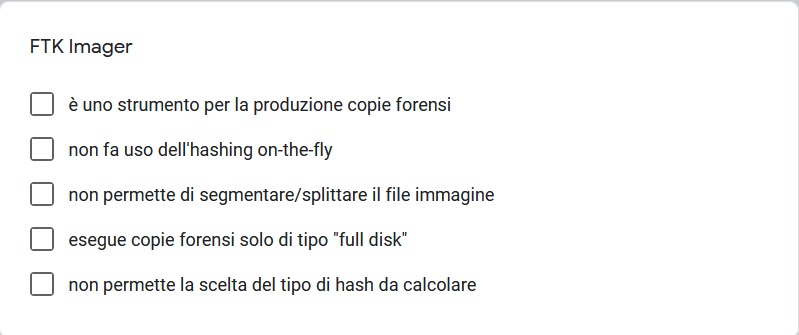 FTK Imager
è uno strumento per la produzione copie forensi
non fa uso dell'hashing on-the-fly
non permette di segmentare/splittare il file immagine
esegue copie forensi solo di tipo "full disk"
non permette la scelta del tipo di hash da calcolare